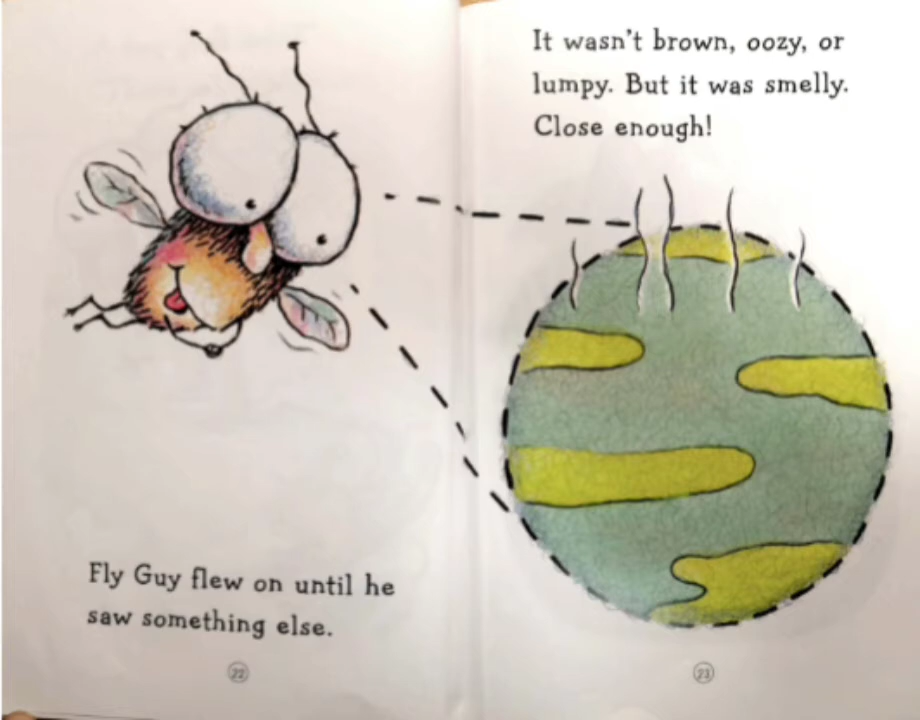 Fly Guy flew on until he
saw something else.
22
It wasn't brown, oozy, or
lumpy. But it was smelly.
Close enough!
23